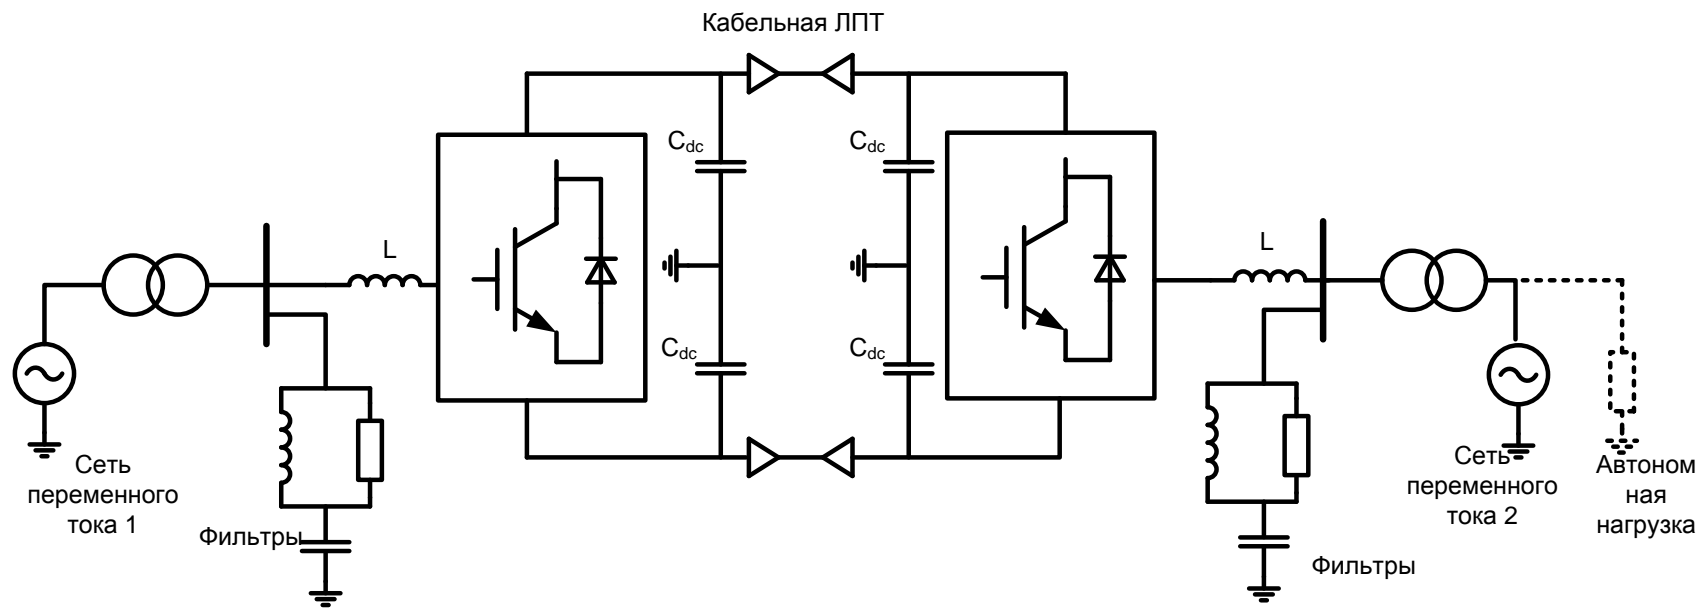 Кабельная ЛПТ
Cdc
Cdc
L
L
Cdc
Cdc
Сеть
переменного
тока 1
Фильтры
Сеть
переменного
тока 2
Автоном
ная
нагрузка
Фильтры